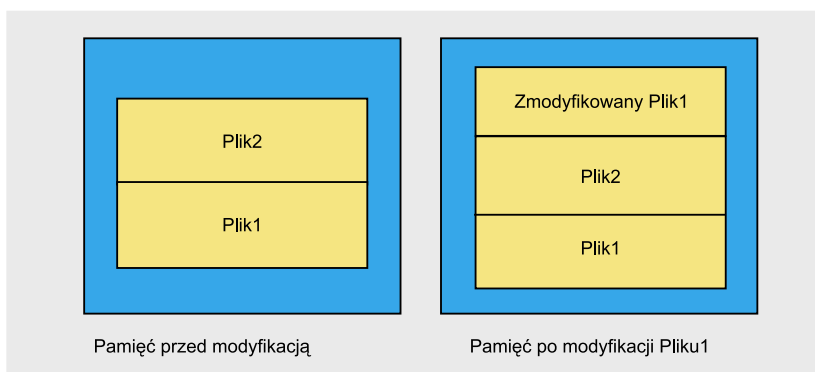 Plik2
Plik1
Pamięć przed modyfikacją
Zmodyfikowany Plik1
Plik2
Plik1
Pamięć po modyfikacji Pliku1